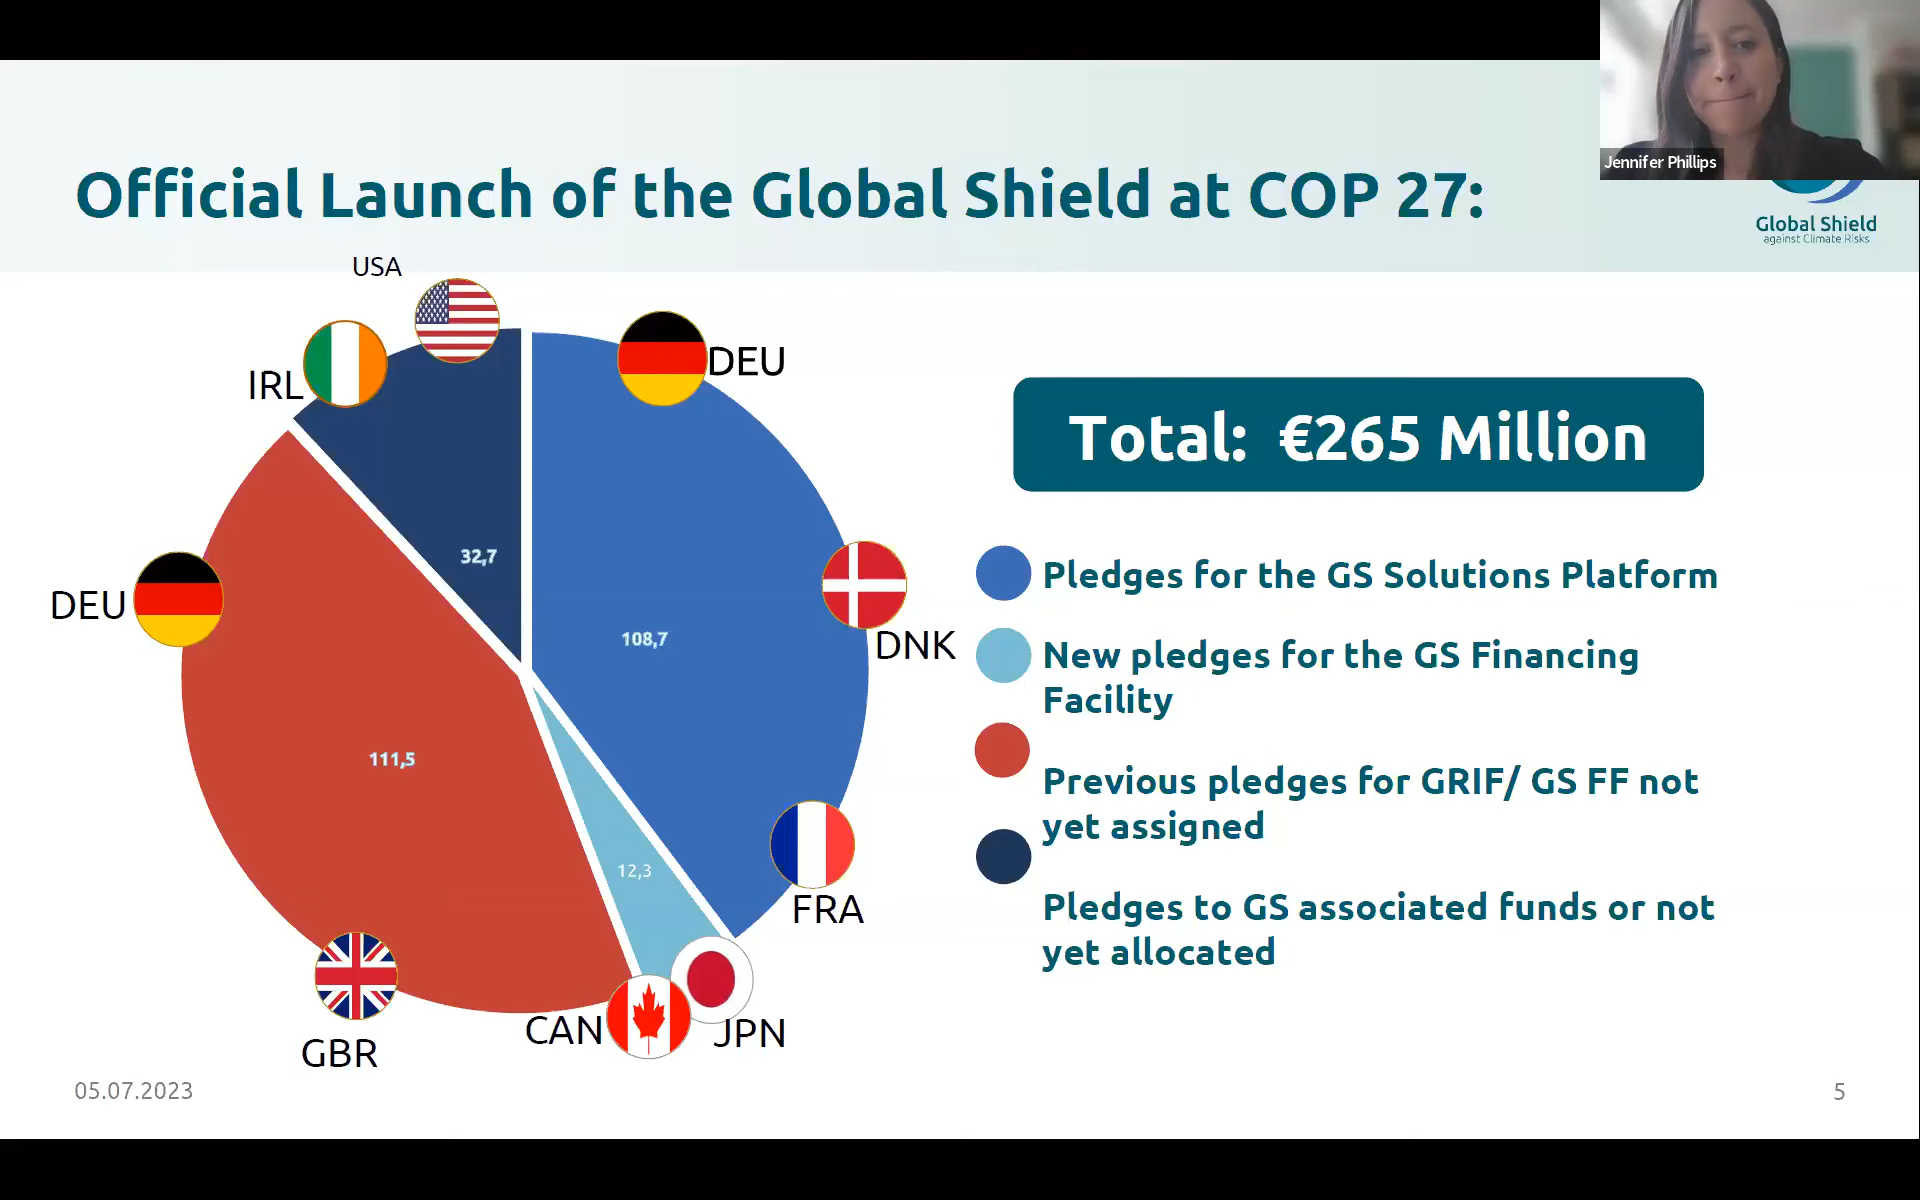 Jennifer Phillips
Official Launch of the Global Shield at COP 27:
Global Shield
against Climate Risks
USA
IRL
DEU
DEU
DNK
FRA
JPN
CAN
GBR
32,7
108,7
111,5
12,3
Total: €265 Million
Pledges for the GS Solutions Platform
New pledges for the GS Financing
Facility
Previous pledges for GRIF/ GS FF not
yet assigned
Pledges to GS associated funds or not
yet allocated
05.07.2023
5